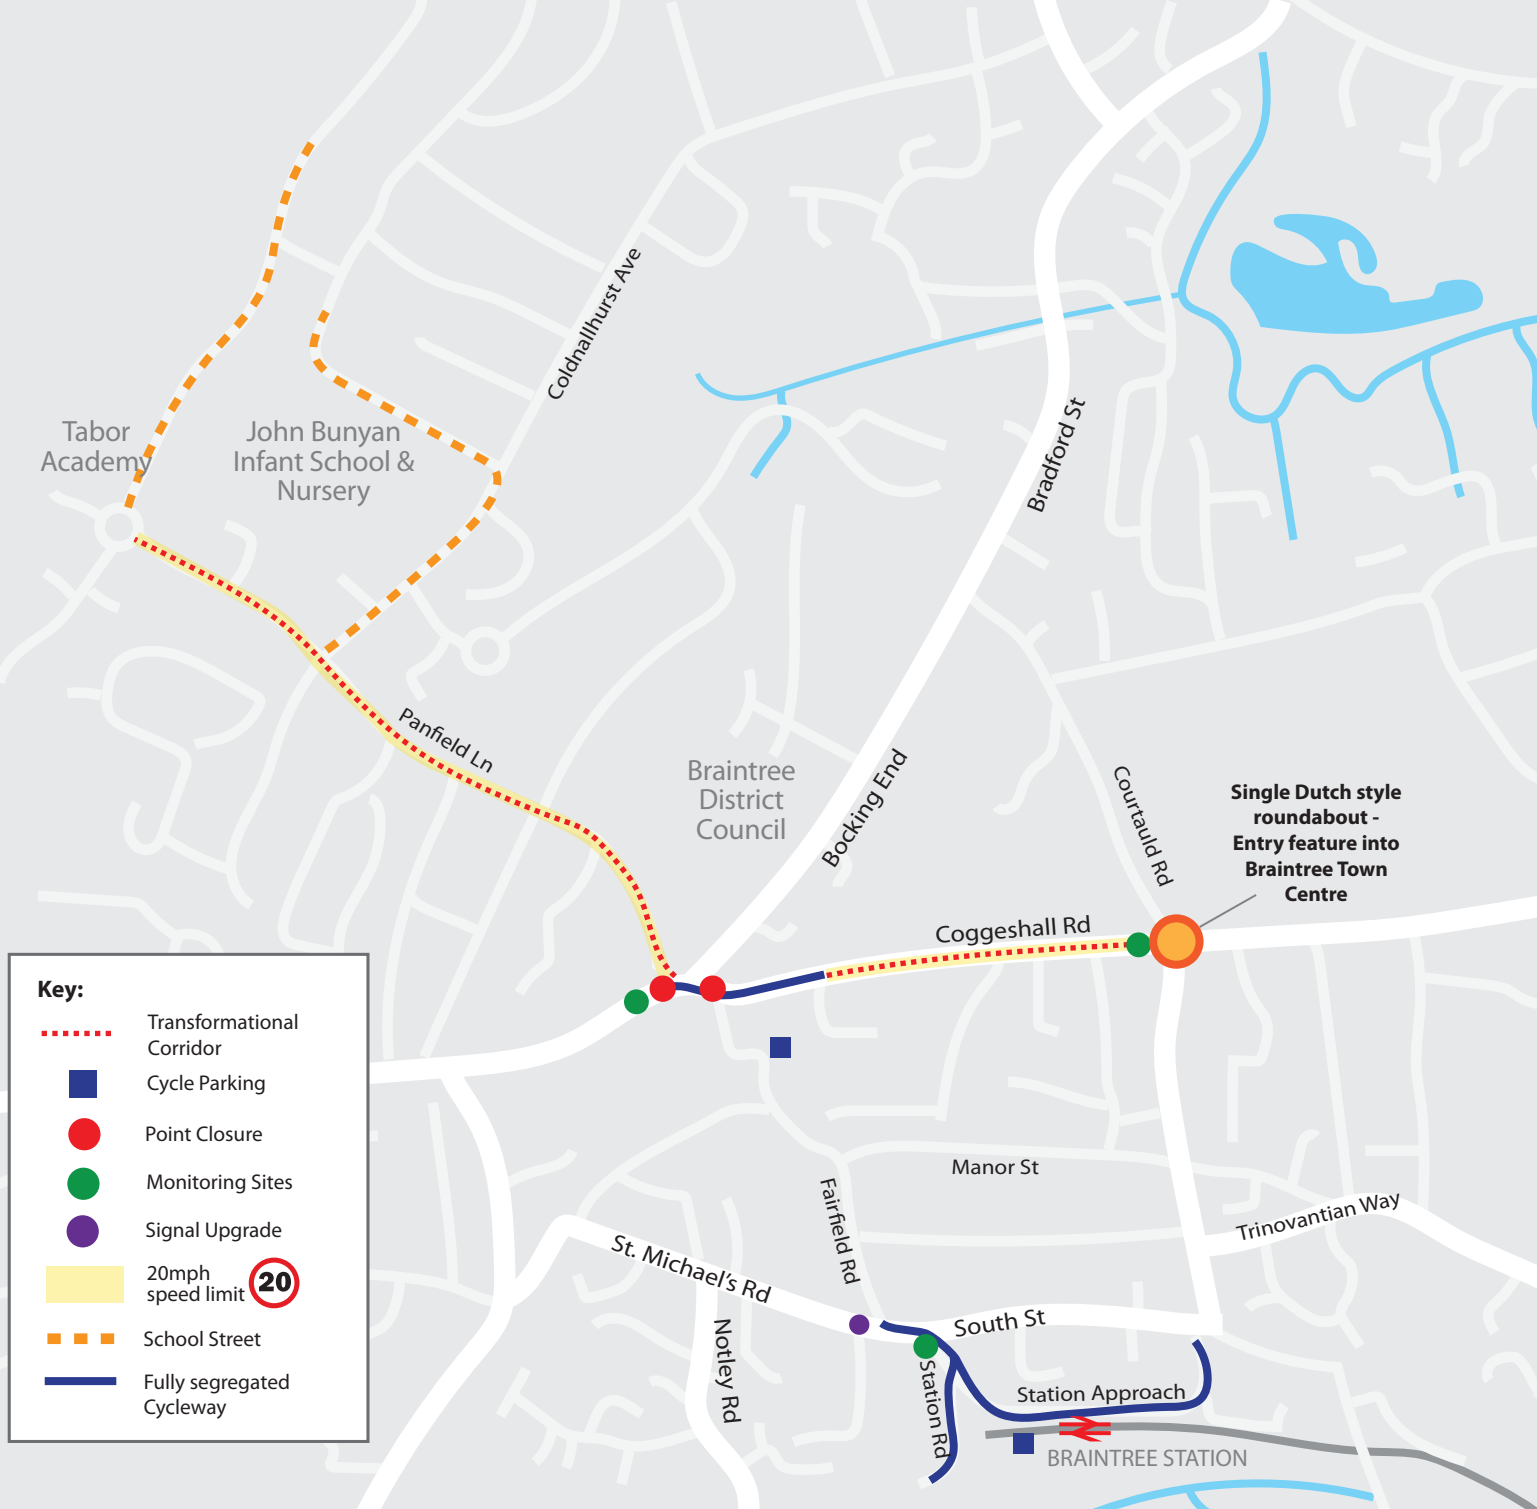 Coldnallhurst Ave
Tabor
Academy
John Bunyan
Infant School &
Nursery
Bradford St
Panfield Ln
Braintree
District
Council
Bocking End
Courtauld Rd
Single Dutch style
roundabout -
Entry feature into
Braintree Town
Centre
Coggeshall Rd
Key:
Transformational
Corridor
Cycle Parking
Point Closure
Monitoring Sites
Signal Upgrade
20mph
speed limit
20
School Street
Fully segregated
Cycleway
Manor St
Fairfield Rd
Trinovantian Way
St. Michael's Rd
South St
Notley Rd
Station Rd
Station Approach
BRAINTREE STATION